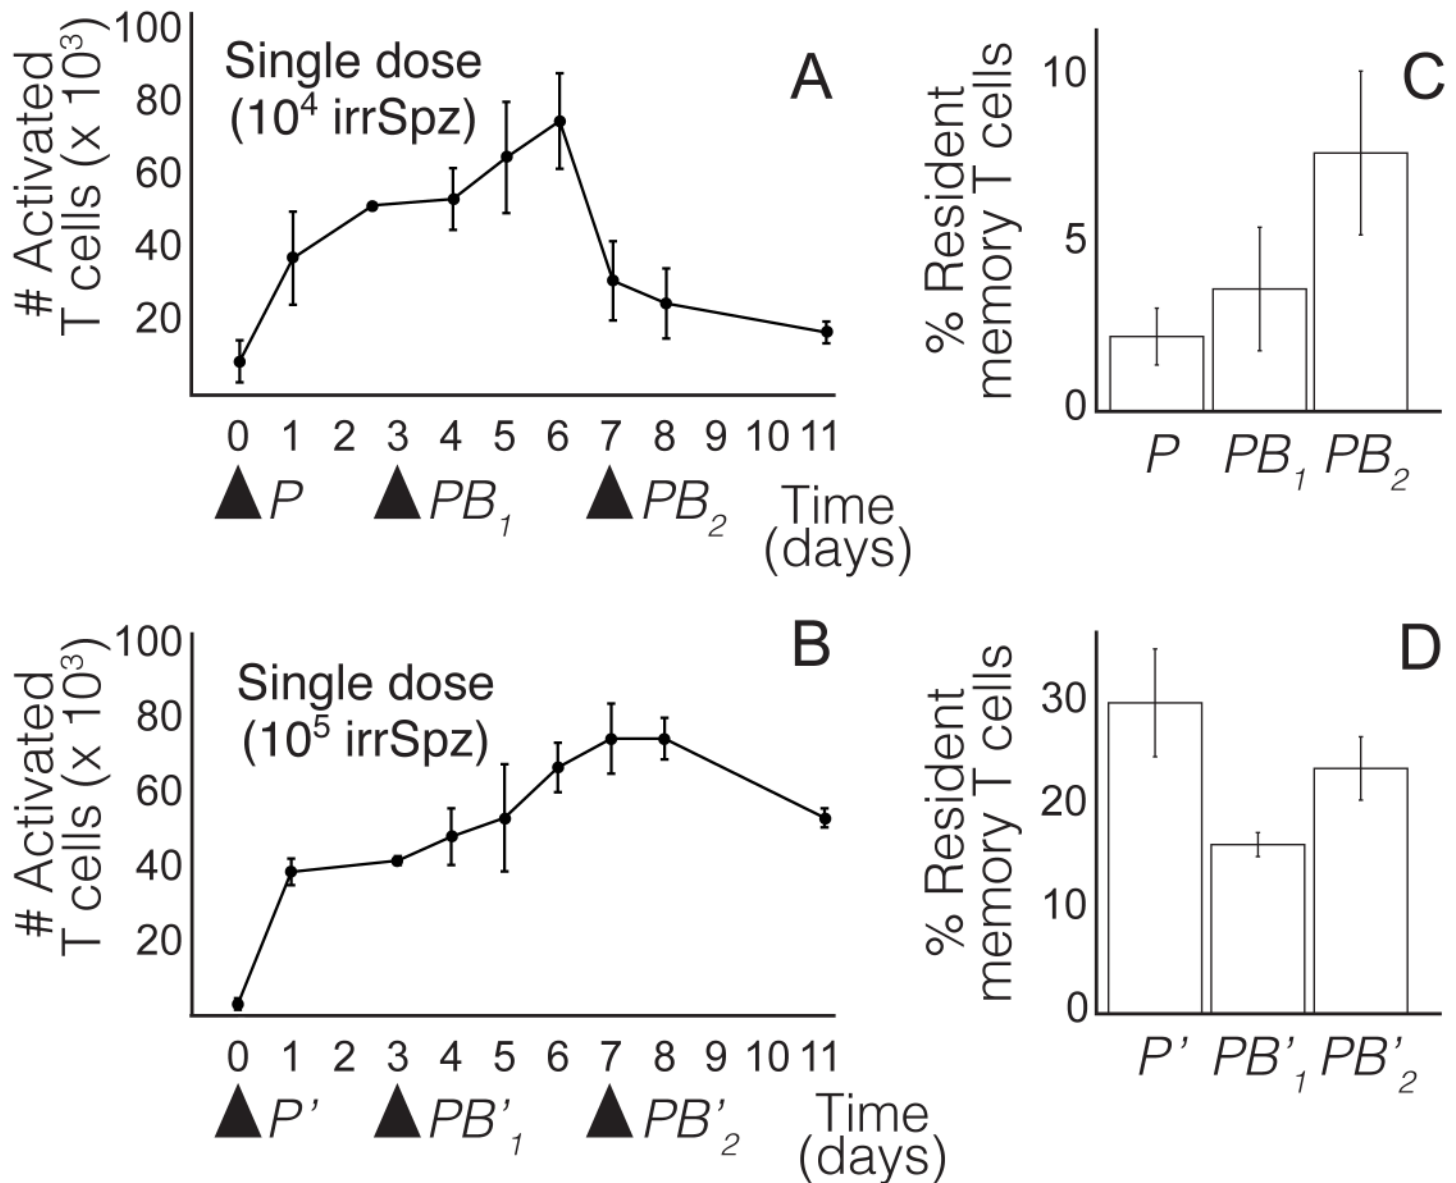 A
Single dose
(10⁴ irrSpz)
# Activated
T cells (x 10³)
100
80
60
40
20
0 1 2 3 4 5 6 7 8 9 10 11
P PB₁ PB₂
Time
(days)
C
% Resident
memory T cells
10
5
0
P PB₁ PB₂
B
Single dose
(10⁵ irrSpz)
# Activated
T cells (x 10³)
100
80
60
40
20
0 1 2 3 4 5 6 7 8 9 10 11
P’ PB’₁ PB’₂
Time
(days)
D
% Resident
memory T cells
30
20
10
0
P’ PB’₁ PB’₂